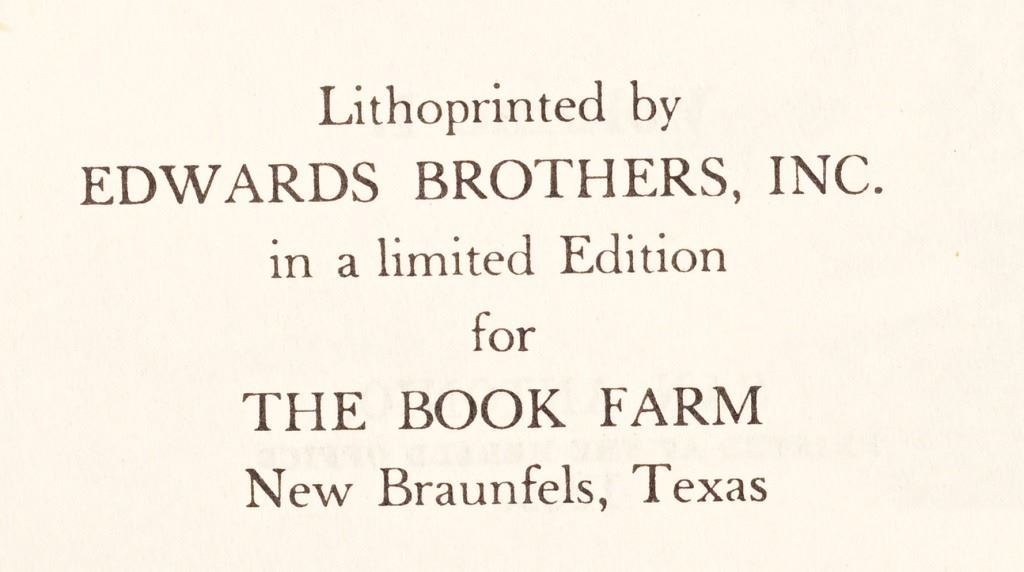 Lithoprinted by
EDWARDS BROTHERS, INC.
in a limited Edition
for
THE BOOK FARM
New Braunfels, Texas